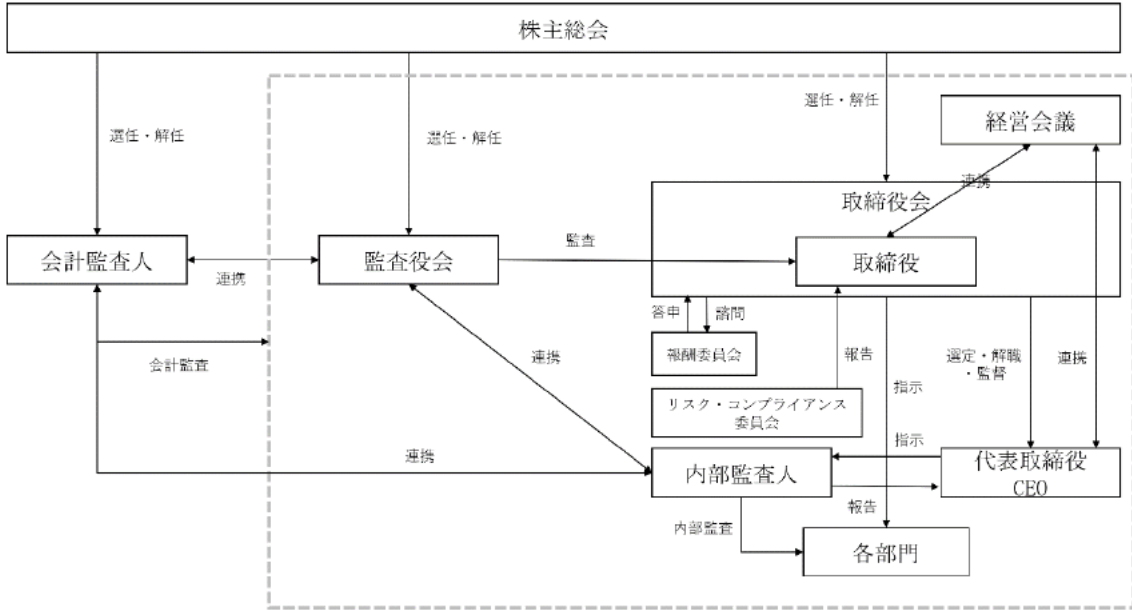 株主総会
選任・解任
選任・解任
選任・解任
経営会議
連携
取締役会
会計監査人
連携
監査役会
監査
取締役
答申
諮問
報酬委員会
報告
選定・解職
・監督
連携
会計監査
連携
指示
リスク・コンプライアンス
委員会
連携
指示
内部監査人
代表取締役
CEO
報告
内部監査
各部門